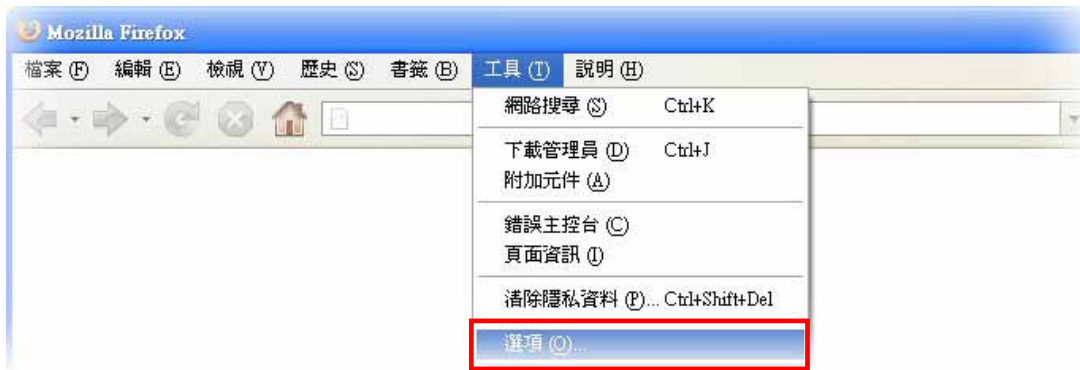 Mozilla Firefox
檔案 (F) 編輯 (E) 檢視 (V) 歷史 (S) 書籤 (B) 工具 (T) 說明 (H)
網路搜尋 (S) Ctrl+K
下載管理員 (D) Ctrl+J
附加元件 (A)
錯誤主控台 (C)
頁面資訊 (I)
清除隱私資料 (P)... Ctrl+Shift+Del
選項 (O)...